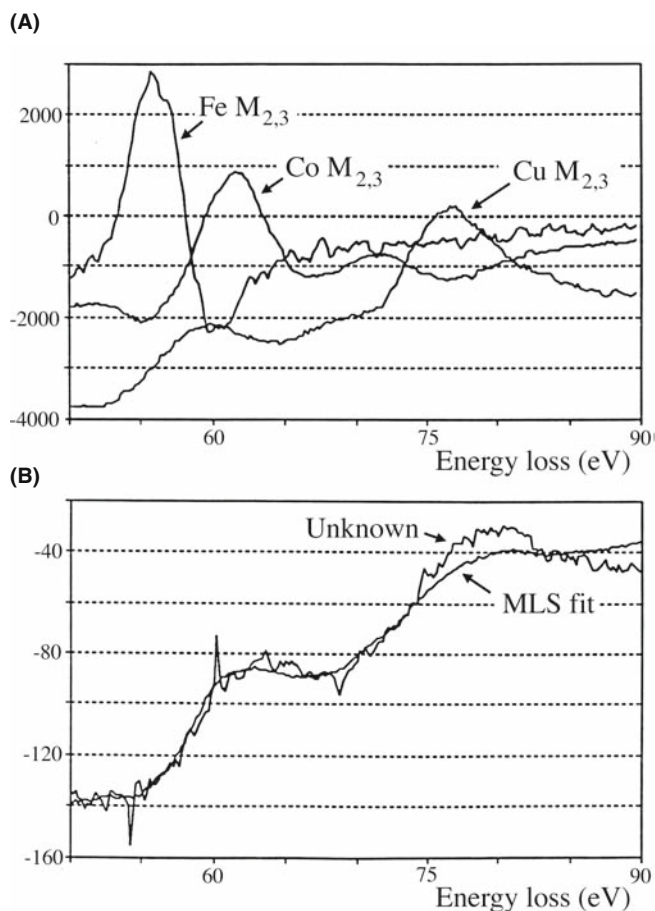 (A)
2000
Fe M2,3
Co M2,3
Cu M2,3
0
-2000
-4000
60
75
90
Energy loss (eV)
(B)
Unknown
-40
MLS fit
-80
-120
-160
60
75
90
Energy loss (eV)